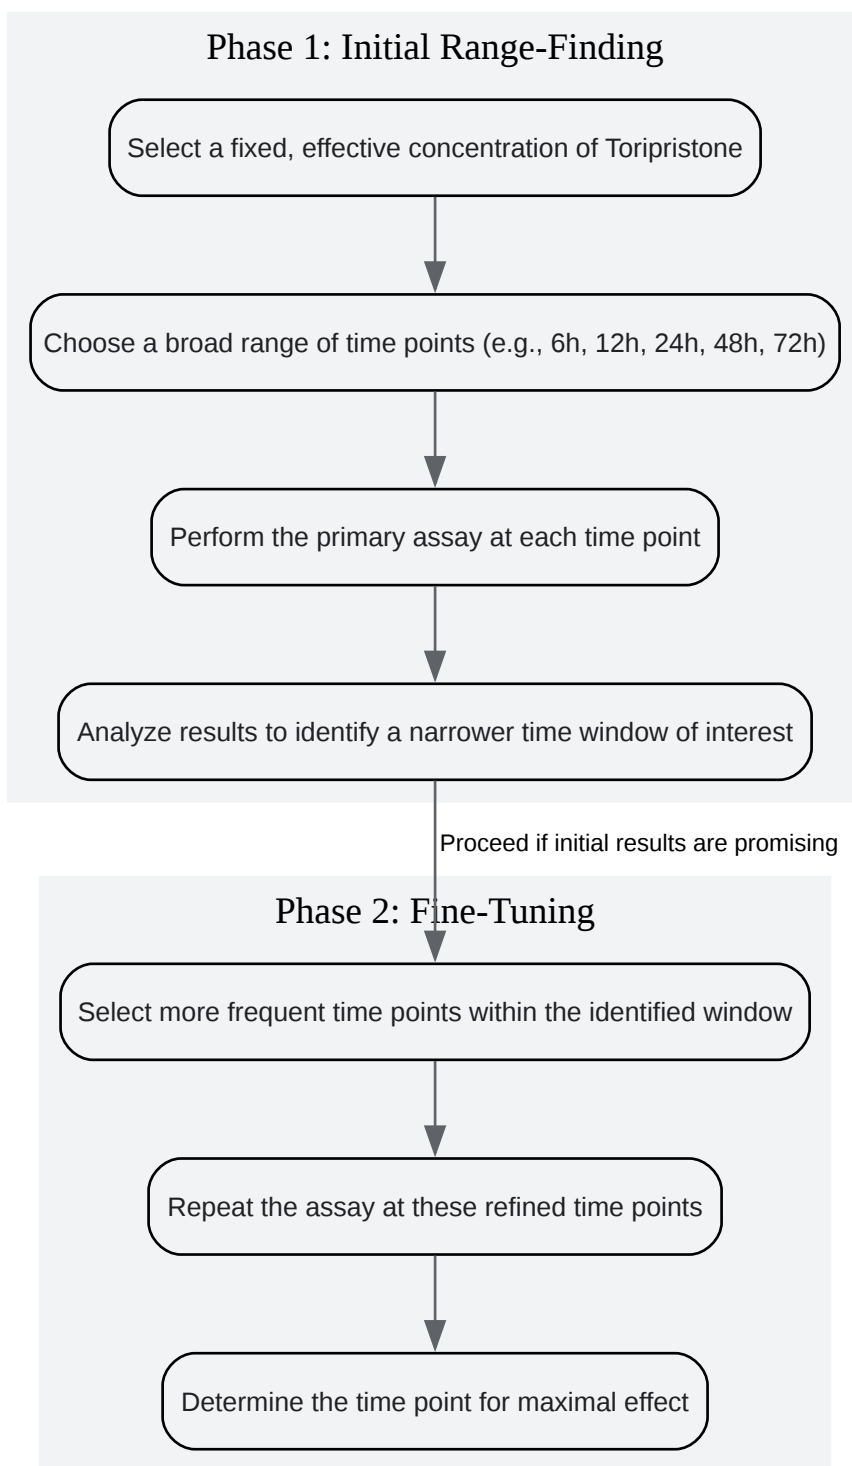 Phase 1: Initial Range-Finding
Select a fixed, effective concentration of Toripristone
Choose a broad range of time points (e.g., 6h, 12h, 24h, 48h, 72h)
Perform the primary assay at each time point
Analyze results to identify a narrower time window of interest
Proceed if initial results are promising
Phase 2: Fine-Tuning
Select more frequent time points within the identified window
Repeat the assay at these refined time points
Determine the time point for maximal effect